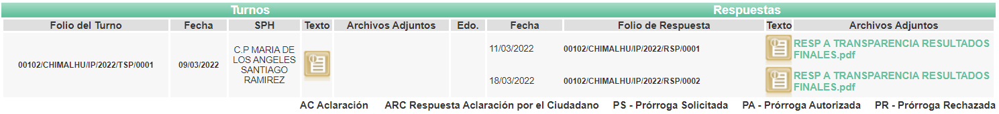 Turnos Respuestas
Folio del Turno Fecha SPH Texto Archivos Adjuntos Edo. Fecha Folio de Respuesta Texto Archivos Adjuntos
00102/CHIMALHU/IP/2022/TSP/0001 09/03/2022
C.P MARIA DE
LOS ANGELES
SANTIAGO
RAMIREZ
11/03/2022 00102/CHIMALHU/IP/2022/RSP/0001
RESP A TRANSPARENCIA RESULTADOS
FINALES.pdf
18/03/2022 00102/CHIMALHU/IP/2022/RSP/0002
RESP A TRANSPARENCIA RESULTADOS
FINALES.pdf
AC Aclaración ARC Respuesta Aclaración por el Ciudadano PS - Prórroga Solicitada PA - Prórroga Autorizada PR - Prórroga Rechazada